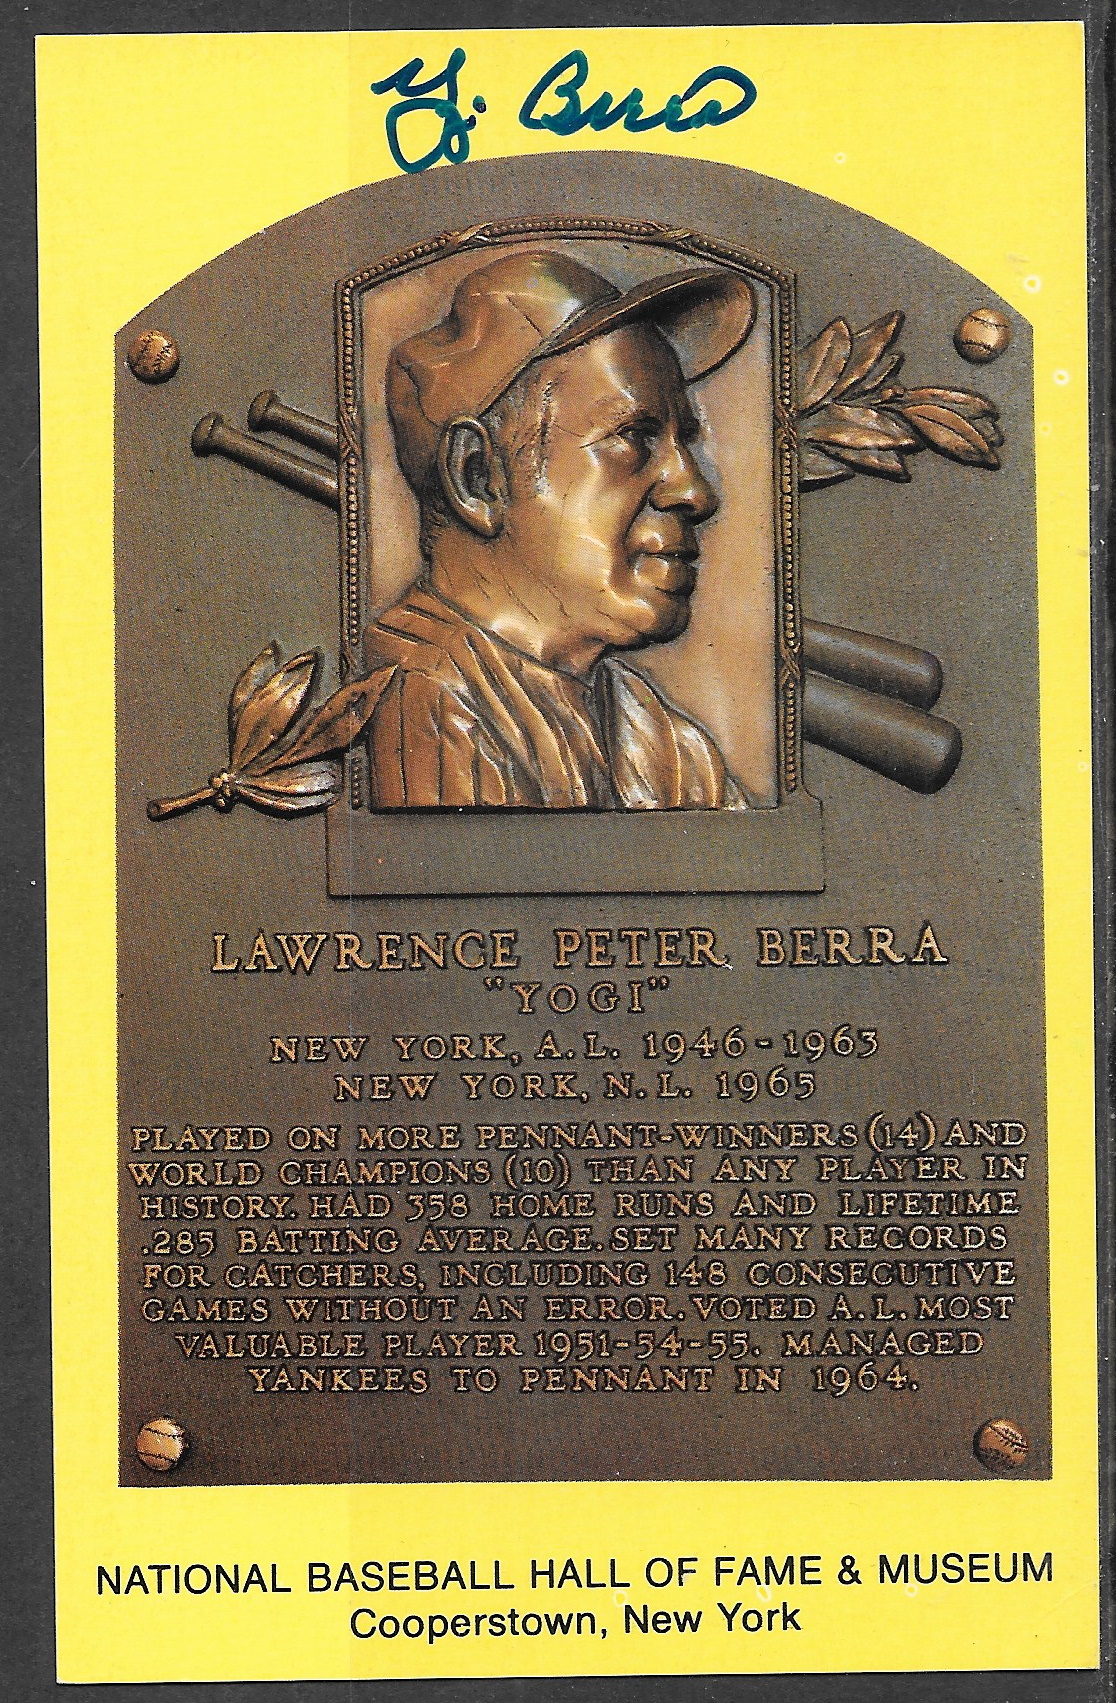 Yogi Berra
LAWRENCE PETER BERRA
"YOGI"
NEW YORK, A.L. 1946-1963
NEW YORK, N.L. 1965
PLAYED ON MORE PENNANT-WINNERS (14) AND
WORLD CHAMPIONS (10) THAN ANY PLAYER IN
HISTORY. HAD 358 HOME RUNS AND LIFETIME
.285 BATTING AVERAGE. SET MANY RECORDS
FOR CATCHERS, INCLUDING 148 CONSECUTIVE
GAMES WITHOUT AN ERROR. VOTED A.L. MOST
VALUABLE PLAYER 1951-54-55. MANAGED
YANKEES TO PENNANT IN 1964.
NATIONAL BASEBALL HALL OF FAME & MUSEUM
Cooperstown, New York